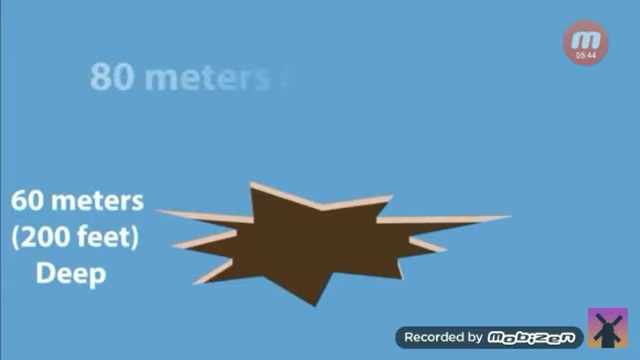 05:44
80 meters
60 meters
(200 feet)
Deep
Recorded by mobizen